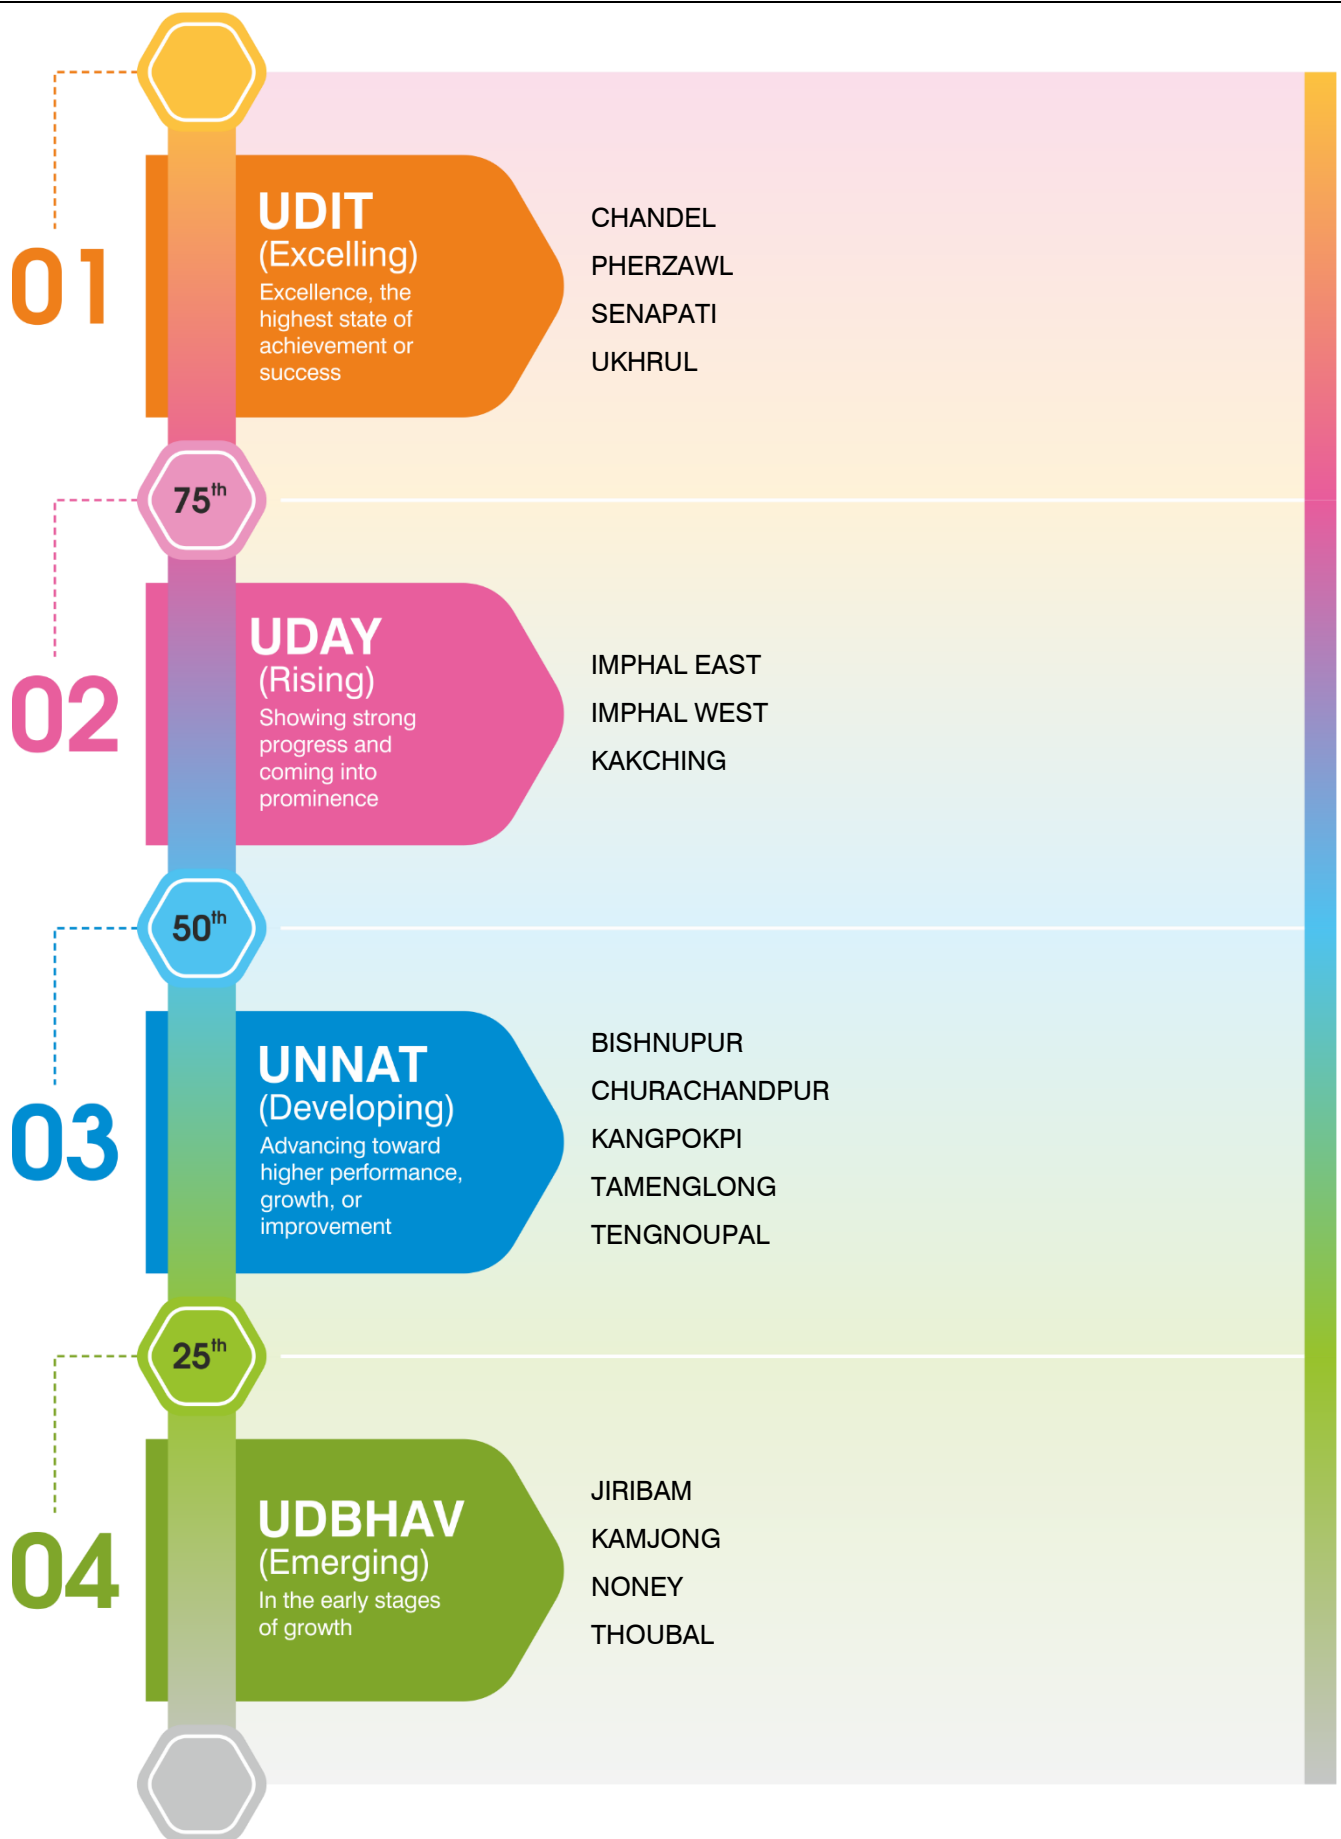 01
UDIT
(Excelling)
Excellence, the
highest state of
achievement or
success
CHANDEL
PHERZAWL
SENAPATI
UKHRUL
75th
02
UDAY
(Rising)
Showing strong
progress and
coming into
prominence
IMPHAL EAST
IMPHAL WEST
KAKCHING
50th
03
UNNAT
(Developing)
Advancing toward
higher performance,
growth, or
improvement
BISHNUPUR
CHURACHANDPUR
KANGPOKPI
TAMENGLONG
TENGNOUPAL
25th
04
UDBHAV
(Emerging)
In the early stages
of growth
JIRIBAM
KAMJONG
NONEY
THOUBAL